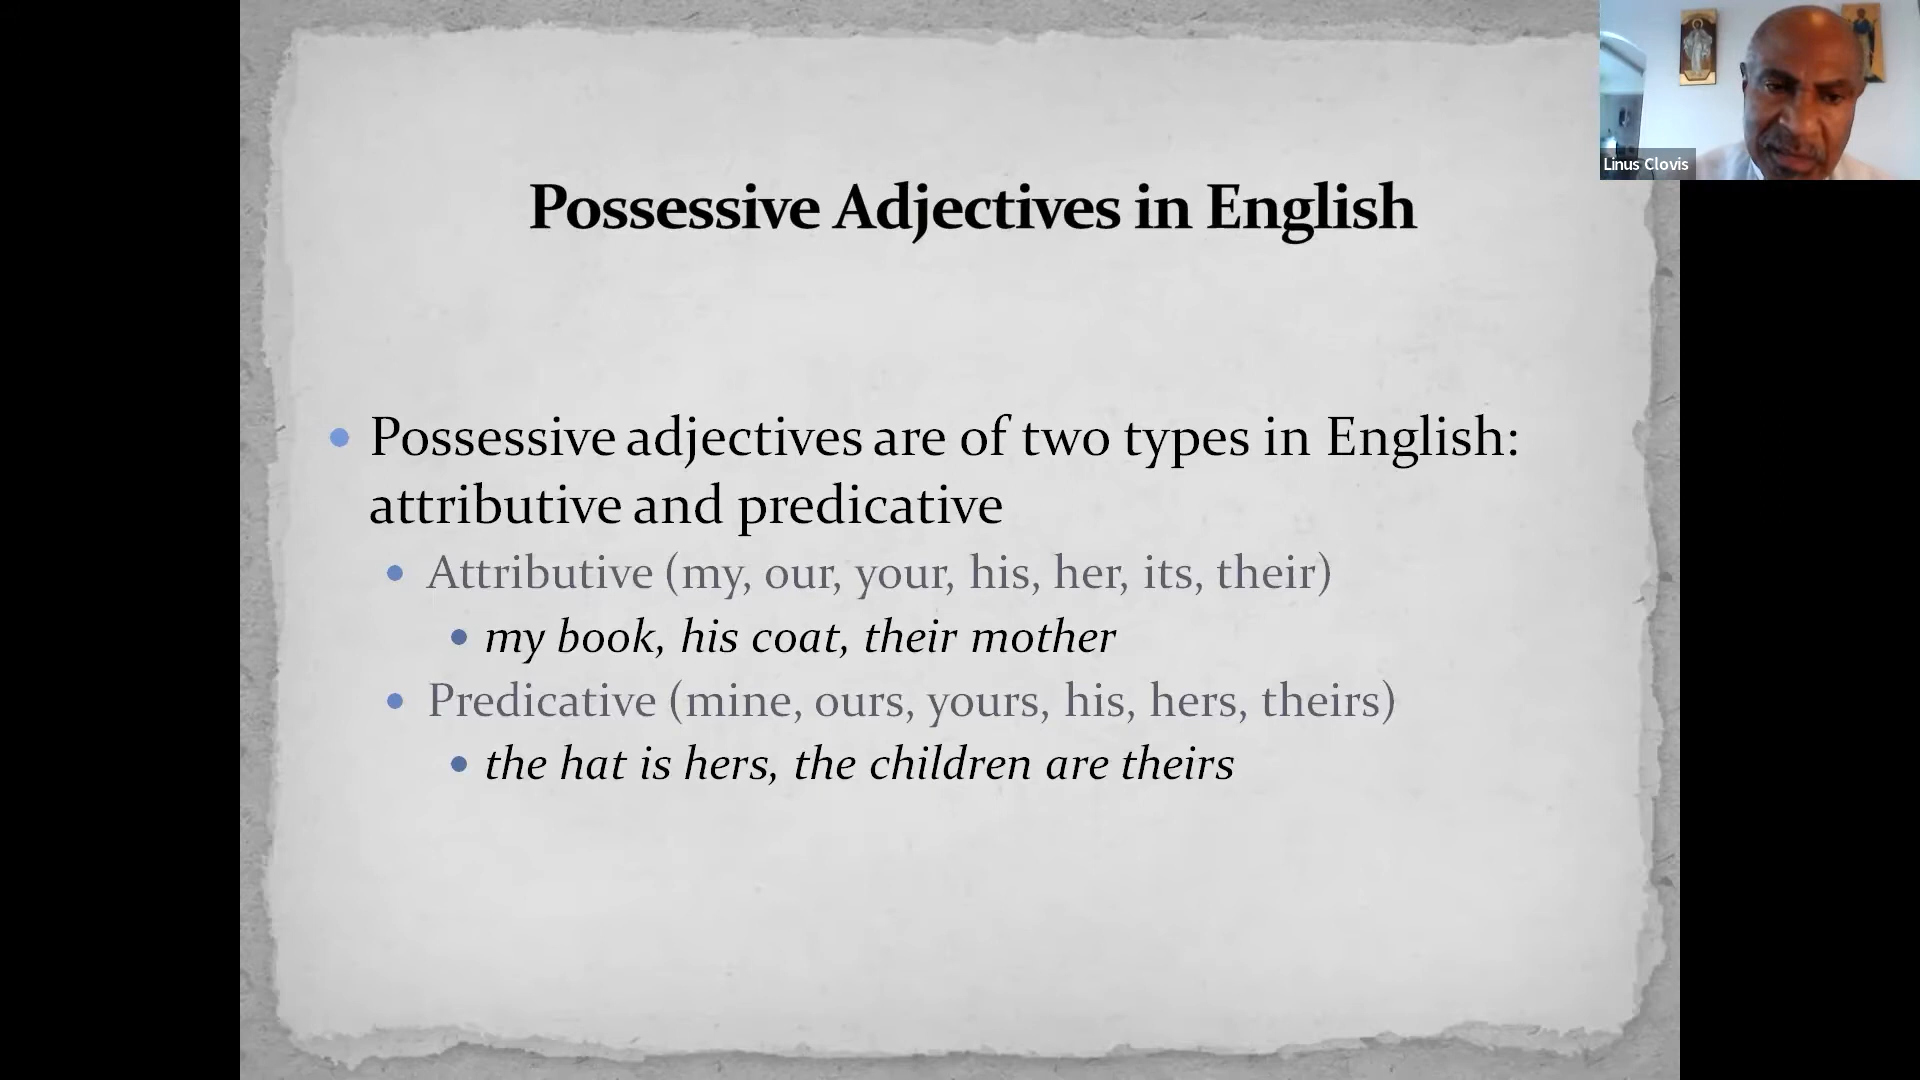 Linus Clovis
Possessive Adjectives in English
• Possessive adjectives are of two types in English:
attributive and predicative
• Attributive (my, our, your, his, her, its, their)
• my book, his coat, their mother
• Predicative (mine, ours, yours, his, hers, theirs)
• the hat is hers, the children are theirs